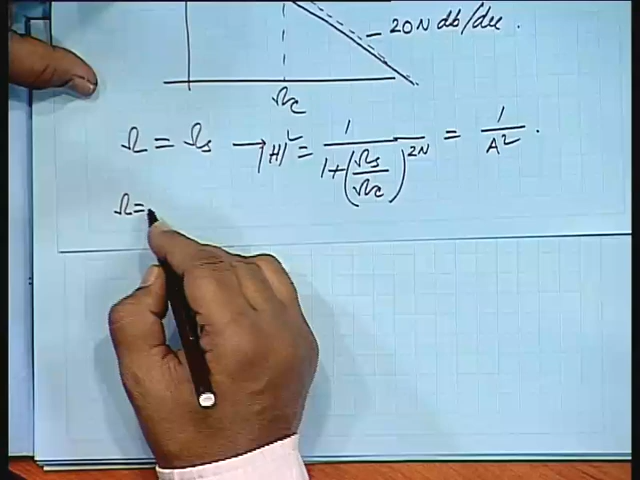 -20N db/dec.
Ωc
Ω = Ωs → |H|² = 1/(1+(Ωs/Ωc)^2N) = 1/A².
Ω=